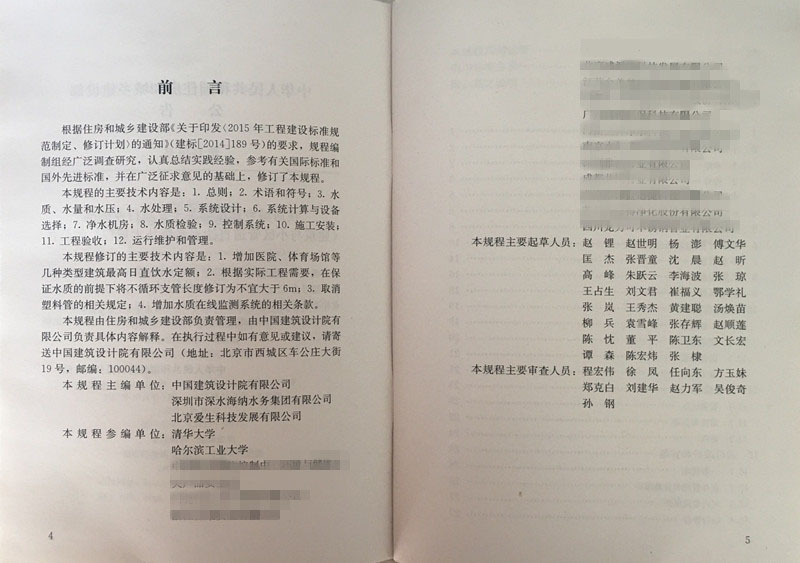 前 言
根据住房和城乡建设部《关于印发〈2015 年工程建设标准规
范制定、修订计划〉的通知》(建标[2014]189 号)的要求，规程编
制组经广泛调查研究，认真总结实践经验，参考有关国际标准和
国外先进标准，并在广泛征求意见的基础上，修订了本规程。
本规程的主要技术内容是：1. 总则；2. 术语和符号；3. 水
质、水量和水压；4. 水处理；5. 系统设计；6. 系统计算与设备
选择；7. 净水机房；8. 水质检验；9. 控制系统；10. 施工安装；
11. 工程验收；12. 运行维护和管理。
本规程修订的主要技术内容是：1. 增加医院、体育场馆等
几种类型建筑最高日直饮水定额；2. 根据实际工程需要，在保
证水质的前提下将不循环支管长度修订为不宜大于 6m；3. 取消
塑料管的相关规定；4. 增加水质在线监测系统的相关条款。
本规程由住房和城乡建设部负责管理，由中国建筑设计院有
限公司负责具体内容解释。在执行过程中如有意见或建议，请寄
送中国建筑设计院有限公司（地址：北京市西城区车公庄大街
19 号，邮编：100044）。
本规程主编单位：中国建筑设计院有限公司
深圳市深水海纳水务集团有限公司
北京爱生科技发展有限公司
本规程参编单位：清华大学
哈尔滨工业大学
4
本规程主要起草人员：赵 锂 赵世明 杨 澎 傅文华
匡 杰 张晋童 沈 晨 赵 昕
高 峰 朱跃云 李海波 张 琼
王占生 刘文君 崔福义 鄂学礼
张 岚 王秀杰 黄建聪 汤焕苗
柳 兵 袁雪峰 张存辉 赵顺莲
陈 忱 董 平 陈卫东 文长宏
谭 森 陈宏炜 张 棣
本规程主要审查人员：程宏伟 徐 凤 任向东 方玉妹
郑克白 刘建华 赵力军 吴俊奇
孙 钢
5